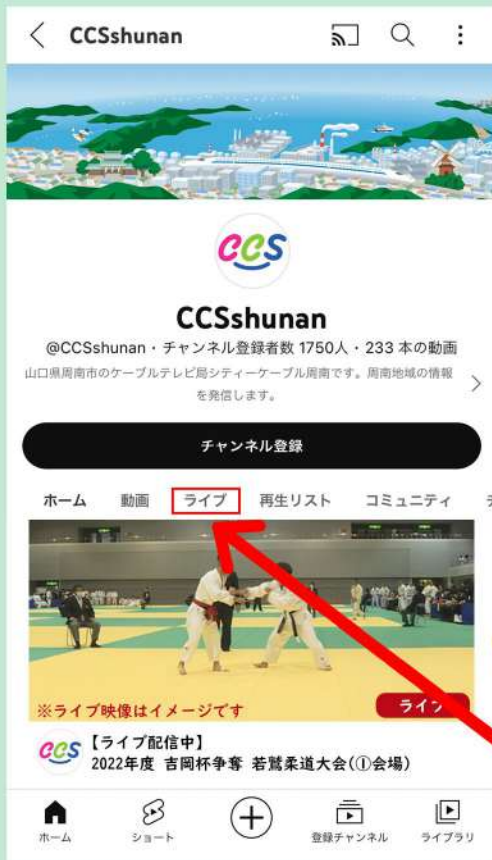 CCSshunan
ccs
CCSshunan
@CCSshunan・チャンネル登録者数 1750人・233 本の動画
山口県周南市のケーブルテレビ局シティーケーブル周南です。周南地域の情報
を発信します。
チャンネル登録
ホーム 動画 ライブ 再生リスト コミュニティ
※ライブ映像はイメージです
ライブ
ccs 【ライブ配信中】
2022年度 吉岡杯争奪 若鷲柔道大会(①会場)
ホーム ショート 登録チャンネル ライブラリ